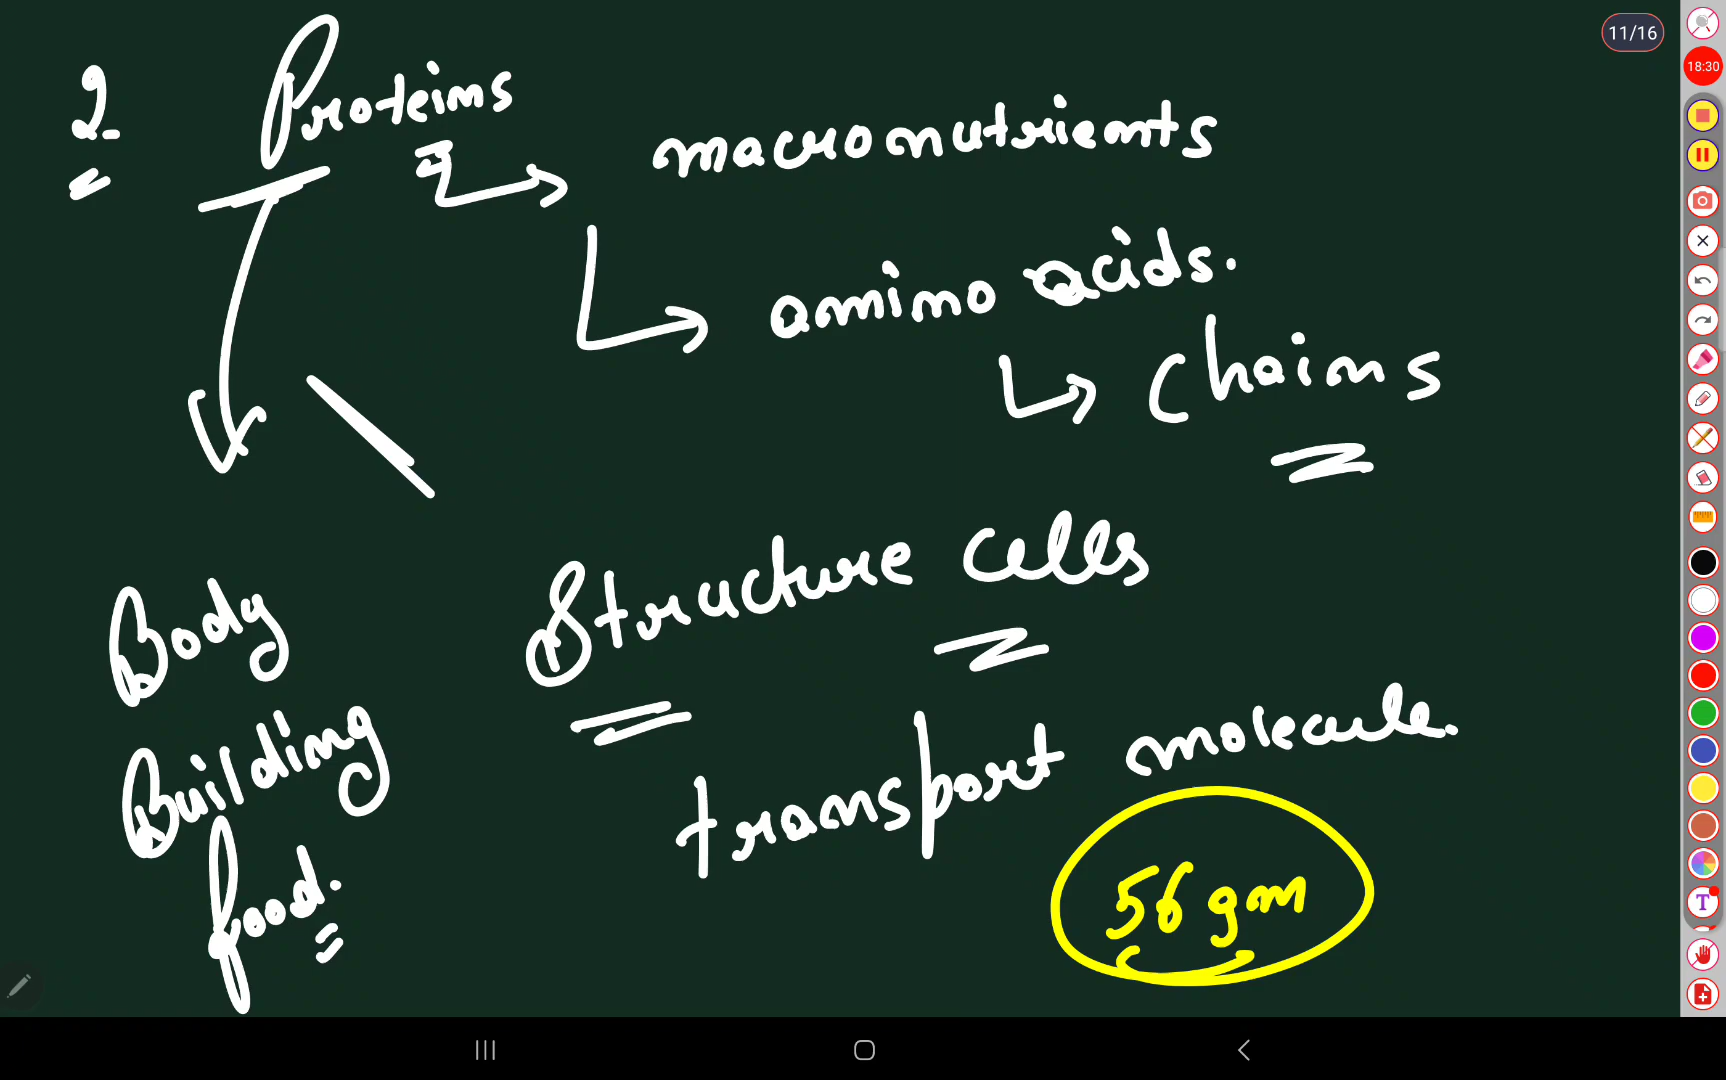 11/16
18:30
2 Proteins
macronutrients
amino acids.
chains
Structure cells
Body
Building
food.
transport molecule.
56 gm
T